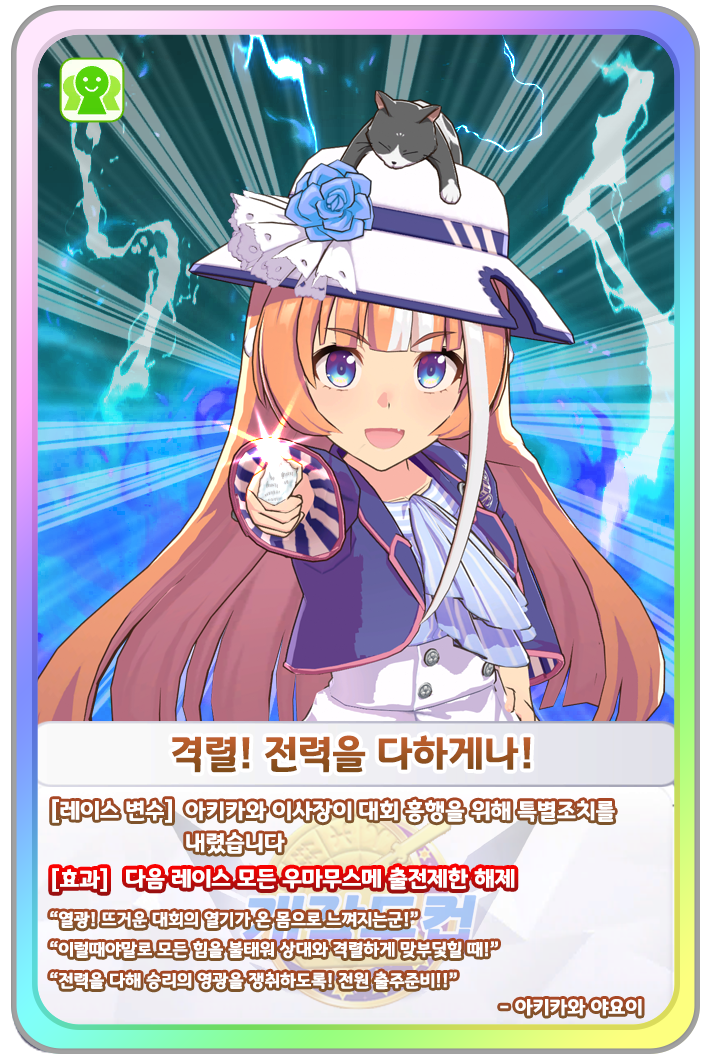 격렬! 전력을 다하게나!
[레이스 변수] 아키카와 이사장이 대회 흥행을 위해 특별조치를
내렸습니다
[효과] 다음 레이스 모든 우마무스메 출전제한 해제
“열광! 뜨거운 대회의 열기가 온 몸으로 느껴지는군!”
“이럴때야말로 모든 힘을 불태워 상대와 격렬하게 맞부딪힐 때!”
“전력을 다해 승리의 영광을 쟁취하도록! 전원 출주준비!!”
- 아키카와 야요이